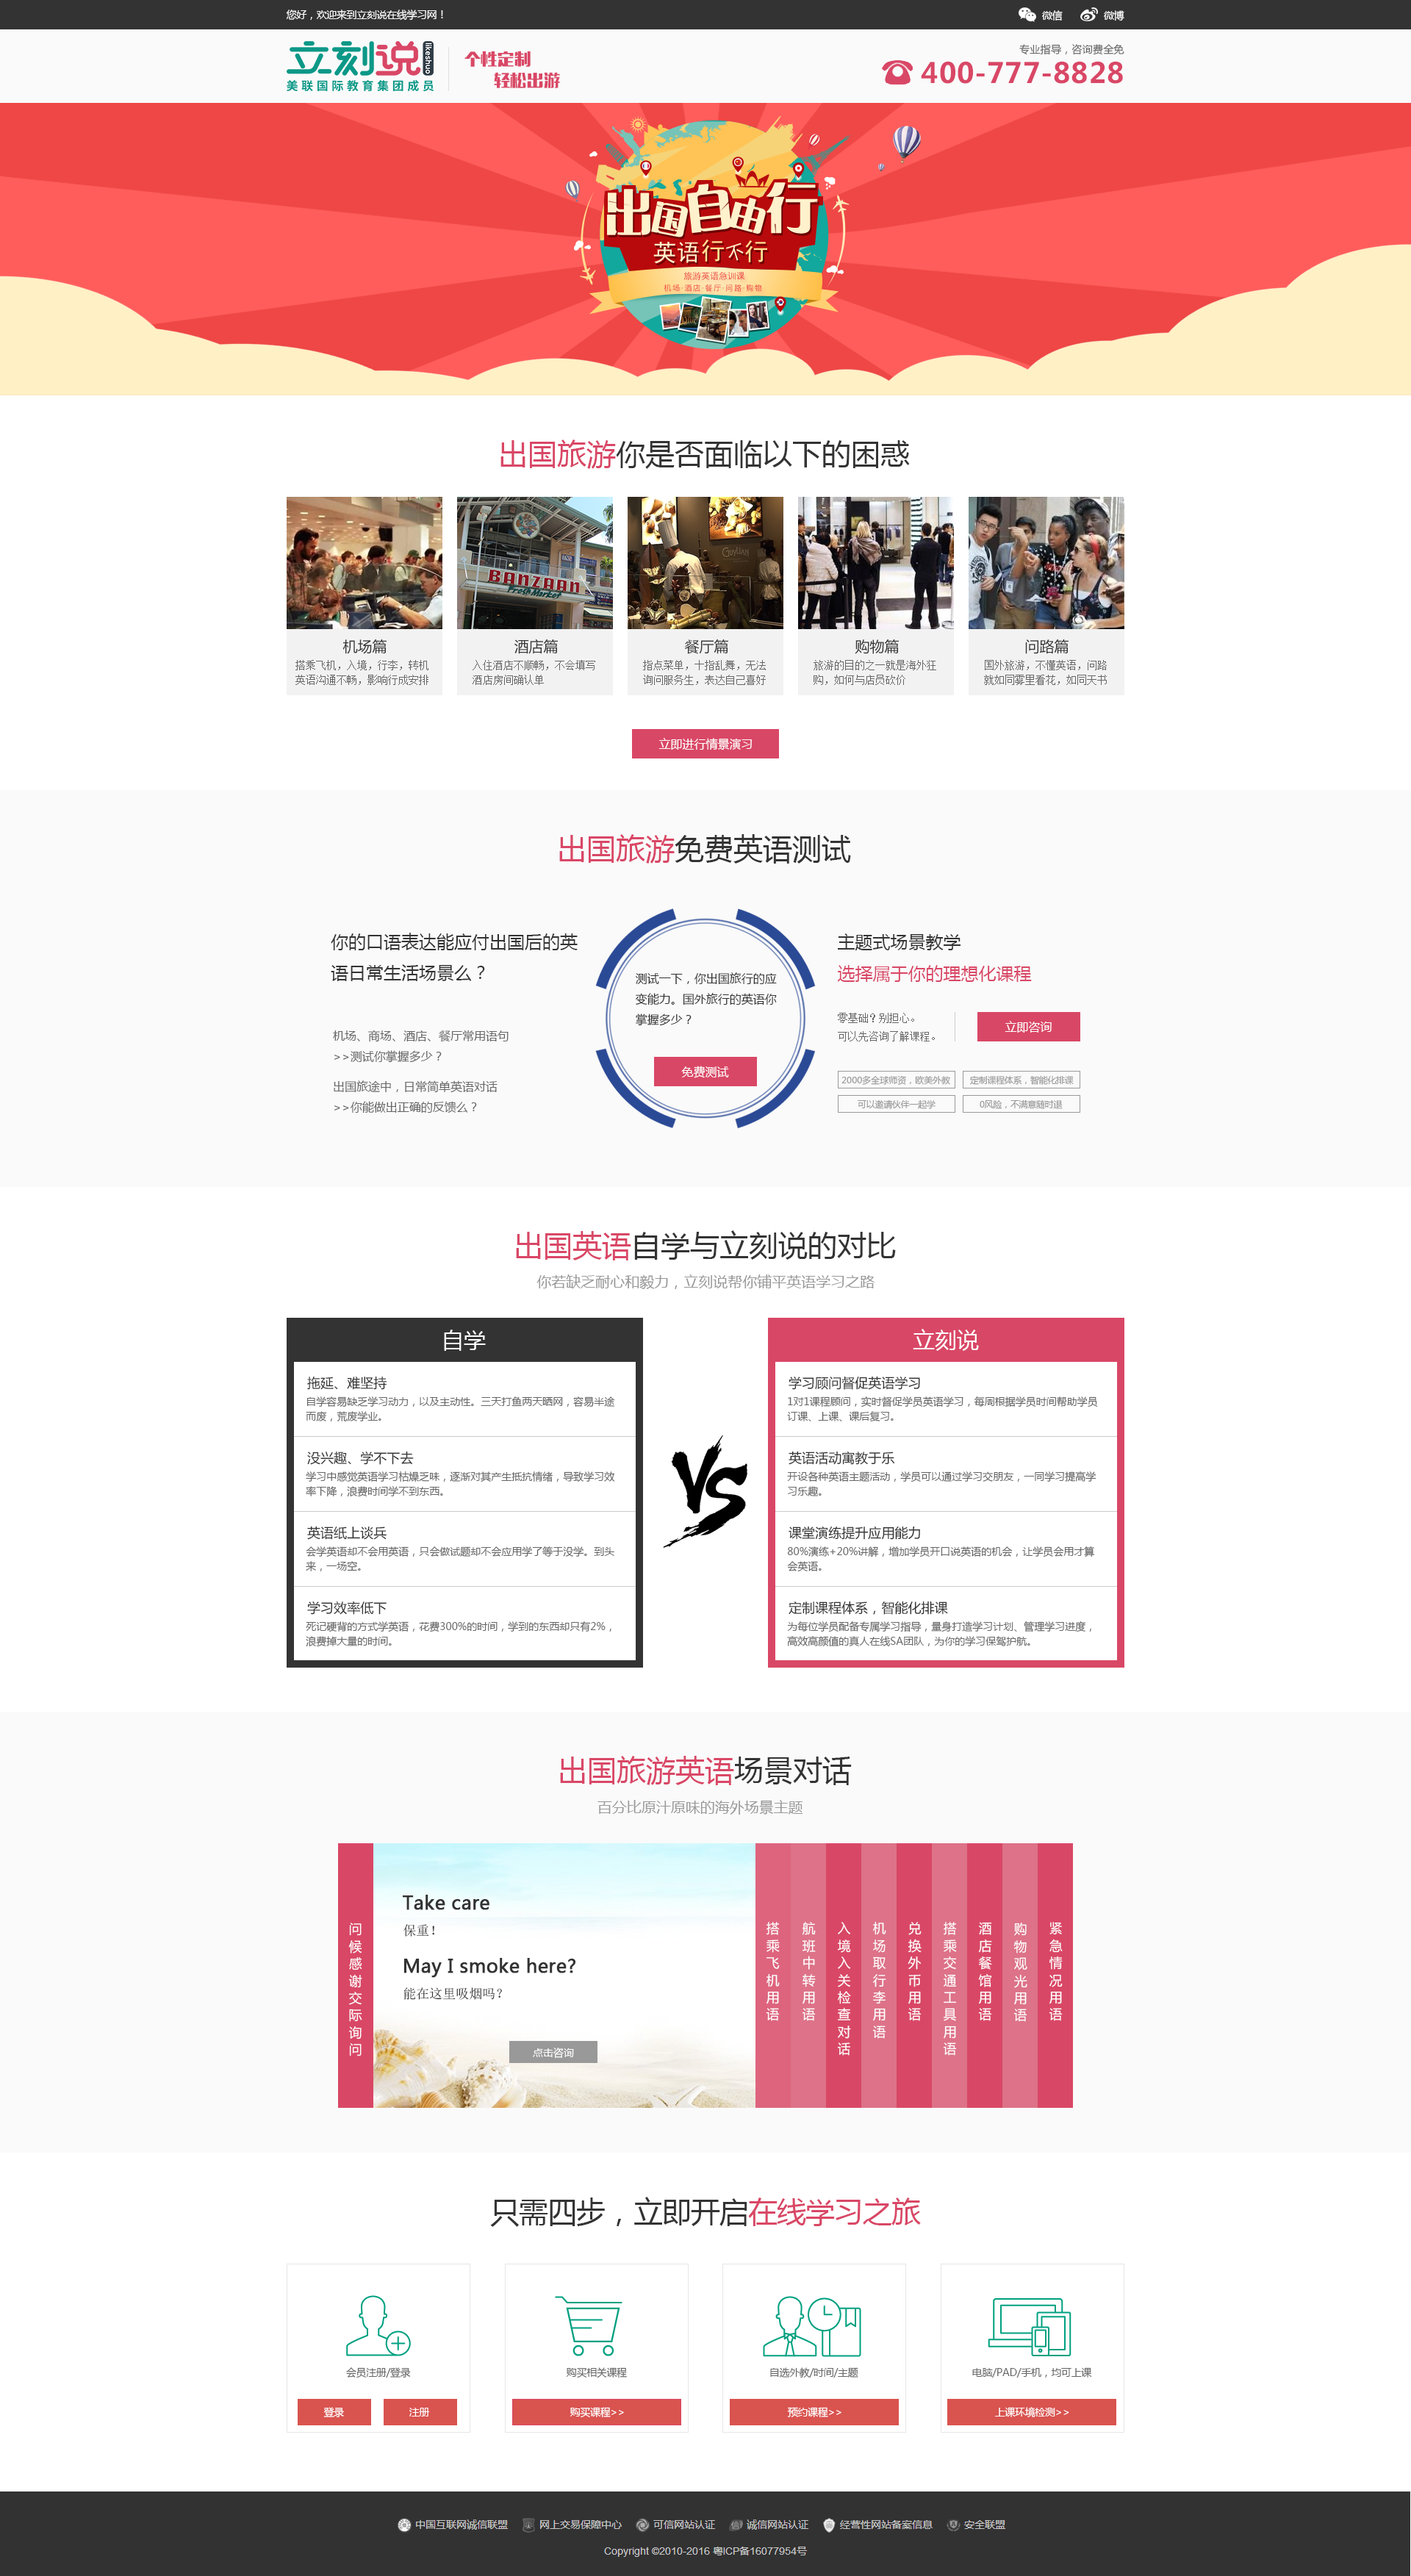 您好，欢迎来到立刻说在线学习网！
微信
微博
立刻说
likeshuo
美联国际教育集团成员
个性定制
轻松出游
专业指导，咨询费全免
400-777-8828
出国自由行
英语行不行
旅游英语急训课
机场·酒店·餐厅·问路·购物
出国旅游你是否面临以下的困惑
BANZAAN
Fresh Market
机场篇
搭乘飞机，入境，行李，转机
英语沟通不畅，影响行成安排
酒店篇
入住酒店不顺畅，不会填写
酒店房间确认单
餐厅篇
指点菜单，十指乱舞，无法
询问服务生，表达自己喜好
购物篇
旅游的目的之一就是海外狂
购，如何与店员砍价
问路篇
国外旅游，不懂英语，问路
就如同雾里看花，如同天书
立即进行情景演习
出国旅游免费英语测试
你的口语表达能应付出国后的英
语日常生活场景么？
机场、商场、酒店、餐厅常用语句
>>测试你掌握多少？
出国旅途中，日常简单英语对话
>>你能做出正确的反馈么？
测试一下，你出国旅行的应
变能力。国外旅行的英语你
掌握多少？
免费测试
主题式场景教学
选择属于你的理想化课程
零基础？别担心。
可以先咨询了解课程。
立即咨询
2000多全球师资，欧美外教
定制课程体系，智能化排课
可以邀请伙伴一起学
0风险，不满意随时退
出国英语自学与立刻说的对比
你若缺乏耐心和毅力，立刻说帮你铺平英语学习之路
自学
拖延、难坚持
自学容易缺乏学习动力，以及主动性。三天打鱼两天晒网，容易半途
而废，荒废学业。
没兴趣、学不下去
学习中感觉英语学习枯燥乏味，逐渐对其产生抵抗情绪，导致学习效
率下降，浪费时间学不到东西。
英语纸上谈兵
会学英语却不会用英语，只会做试题却不会应用学了等于没学。到头
来，一场空。
学习效率低下
死记硬背的方式学英语，花费300%的时间，学到的东西却只有2%，
浪费掉大量的时间。
VS
立刻说
学习顾问督促英语学习
1对1课程顾问，实时督促学员英语学习，每周根据学员时间帮助学员
订课、上课、课后复习。
英语活动寓教于乐
开设各种英语主题活动，学员可以通过学习交朋友，一同学习提高学
习乐趣。
课堂演练提升应用能力
80%演练+20%讲解，增加学员开口说英语的机会，让学员会用才算
会英语。
定制课程体系，智能化排课
为每位学员配备专属学习指导，量身打造学习计划、管理学习进度，
高效高颜值的真人在线SA团队，为你的学习保驾护航。
出国旅游英语场景对话
百分比原汁原味的海外场景主题
问候感谢交际询问
Take care
保重！
May I smoke here?
能在这里吸烟吗？
点击咨询
搭乘飞机用语
航班中转用语
入境入关检查对话
机场取行李用语
兑换外币用语
搭乘交通工具用语
酒店餐馆用语
购物观光用语
紧急情况用语
只需四步，立即开启在线学习之旅
会员注册/登录
登录
注册
购买相关课程
购买课程>>
自选外教/时间/主题
预约课程>>
电脑/PAD/手机，均可上课
上课环境检测>>
中国互联网诚信联盟
网上交易保障中心
可信网站认证
诚信网站认证
经营性网站备案信息
安全联盟
Copyright ©2010-2016 粤ICP备16077954号